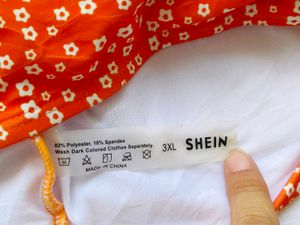 82% Polyester, 18% Spandex
Wash Dark Colored Clothes Separately
3XL SHEIN
MADE IN CHINA